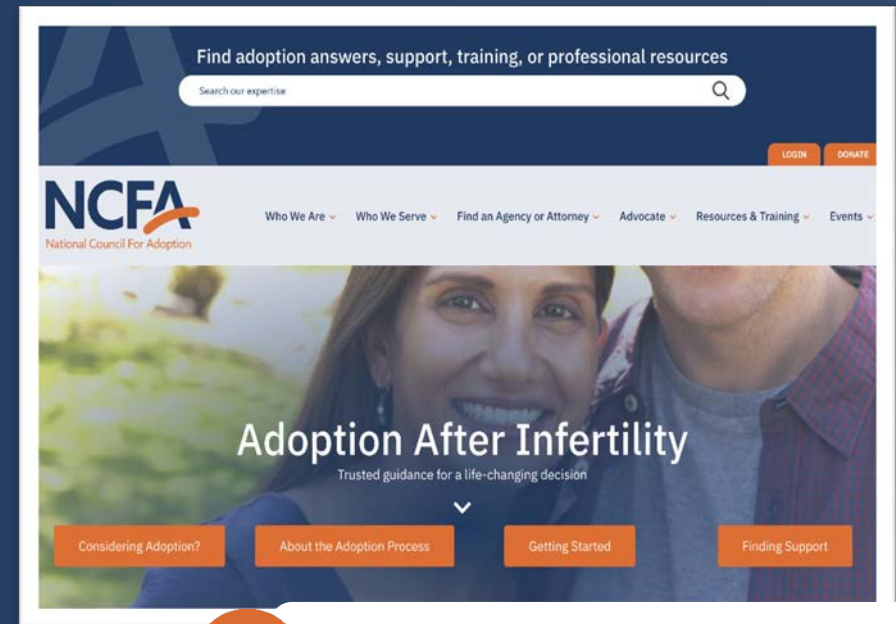 Find adoption answers, support, training, or professional resources
Search our expertise
LOGIN DONATE
NCFA
National Council For Adoption
Who We Are Who We Serve Find an Agency or Attorney Advocate Resources & Training Events
Adoption After Infertility
Trusted guidance for a life-changing decision
Considering Adoption? About the Adoption Process Getting Started Finding Support